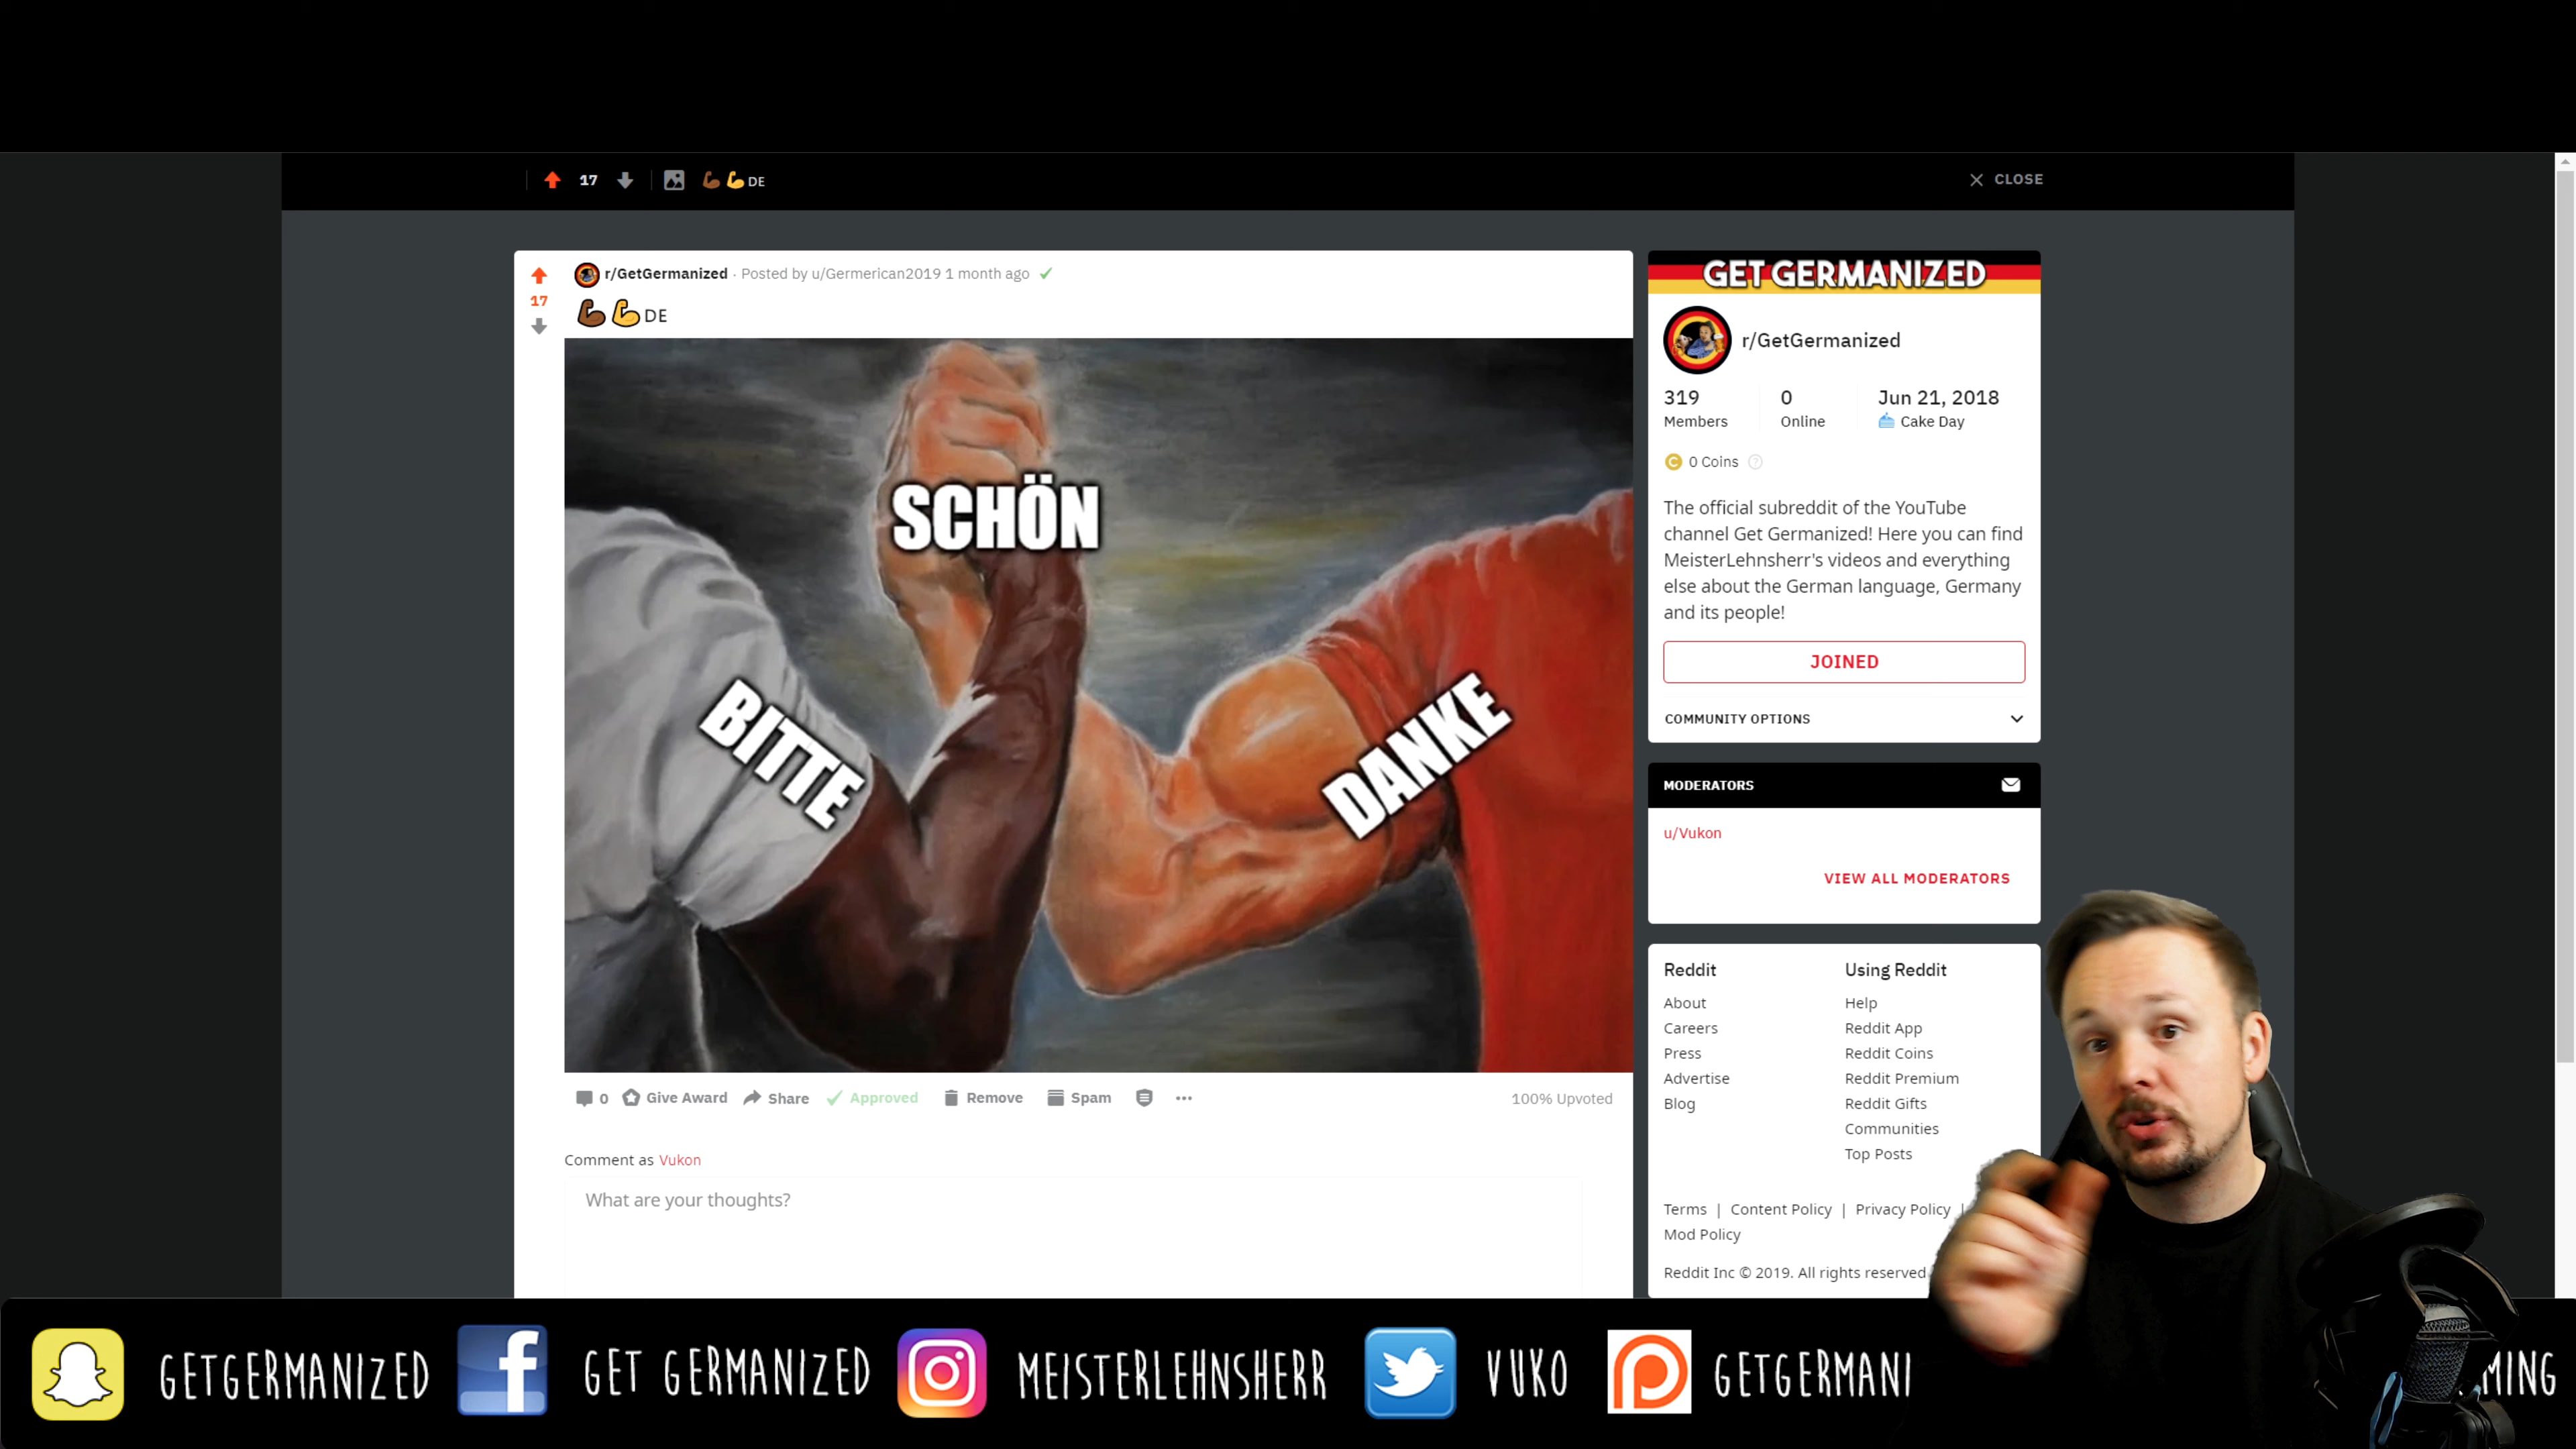 17 DE
CLOSE
r/GetGermanized · Posted by u/Germerican2019 1 month ago
17
DE
SCHÖN
BITTE
DANKE
0 Give Award Share Approved Remove Spam
100% Upvoted
Comment as Vukon
What are your thoughts?
GET GERMANIZED
r/GetGermanized
319 0 Jun 21, 2018
Members Online Cake Day
0 Coins
The official subreddit of the YouTube
channel Get Germanized! Here you can find
MeisterLehnsherr's videos and everything
else about the German language, Germany
and its people!
JOINED
COMMUNITY OPTIONS
MODERATORS
u/Vukon
VIEW ALL MODERATORS
Reddit Using Reddit
About Help
Careers Reddit App
Press Reddit Coins
Advertise Reddit Premium
Blog Reddit Gifts
Communities
Top Posts
Terms | Content Policy | Privacy Policy |
Mod Policy
Reddit Inc © 2019. All rights reserved
GETGERMANIZED GET GERMANIZED MEISTERLEHNSHERR VUKO GETGERMANI MING